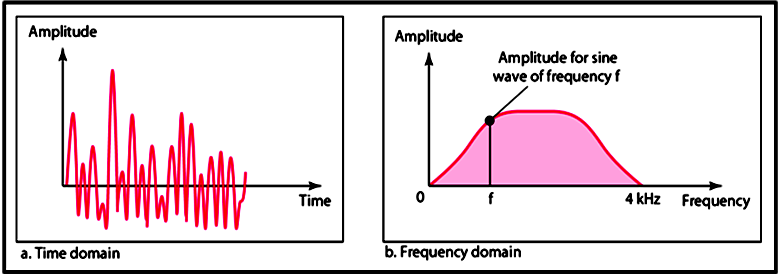 Amplitude
Time
a. Time domain
Amplitude
Amplitude for sine
wave of frequency f
0
f
4 kHz
Frequency
b. Frequency domain